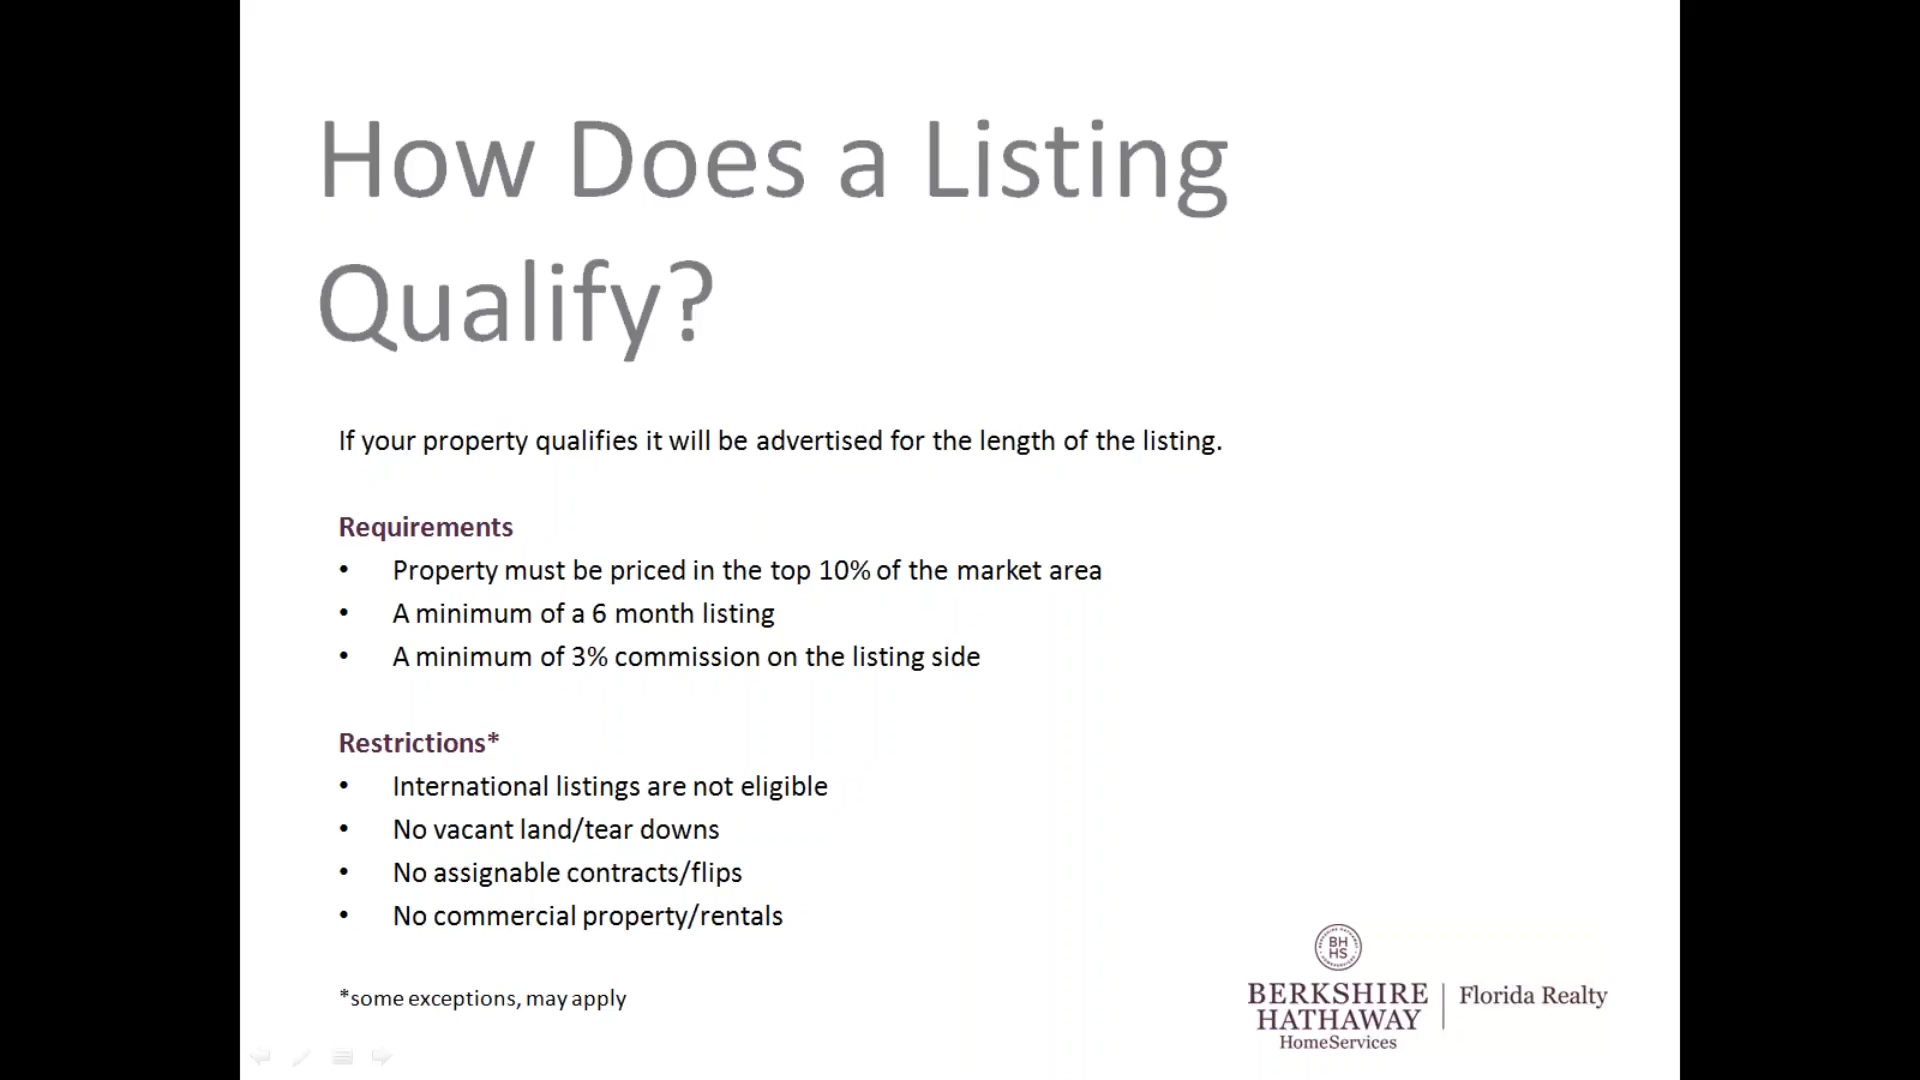 How Does a Listing
Qualify?
If your property qualifies it will be advertised for the length of the listing.
Requirements
• Property must be priced in the top 10% of the market area
• A minimum of a 6 month listing
• A minimum of 3% commission on the listing side
Restrictions*
• International listings are not eligible
• No vacant land/tear downs
• No assignable contracts/flips
• No commercial property/rentals
*some exceptions, may apply
BH
HS
BERKSHIRE
HATHAWAY
HomeServices
Florida Realty